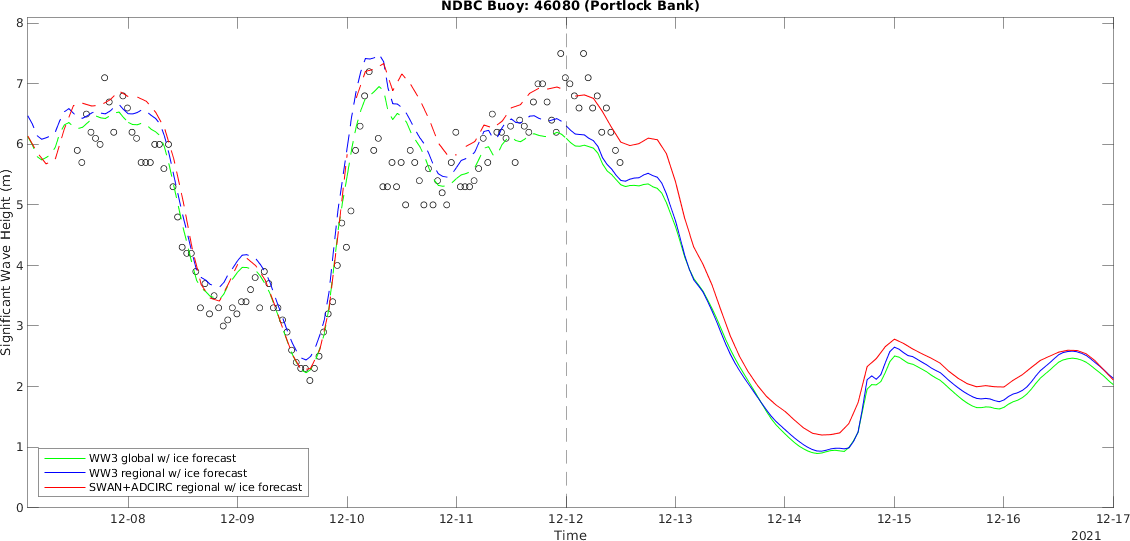 NDBC Buoy: 46080 (Portlock Bank)
8
7
6
5
4
3
2
1
0
Significant Wave Height (m)
WW3 global w/ ice forecast
WW3 regional w/ ice forecast
SWAN+ADCIRC regional w/ ice forecast
12-08 12-09 12-10 12-11 12-12 12-13 12-14 12-15 12-16 12-17
Time
2021